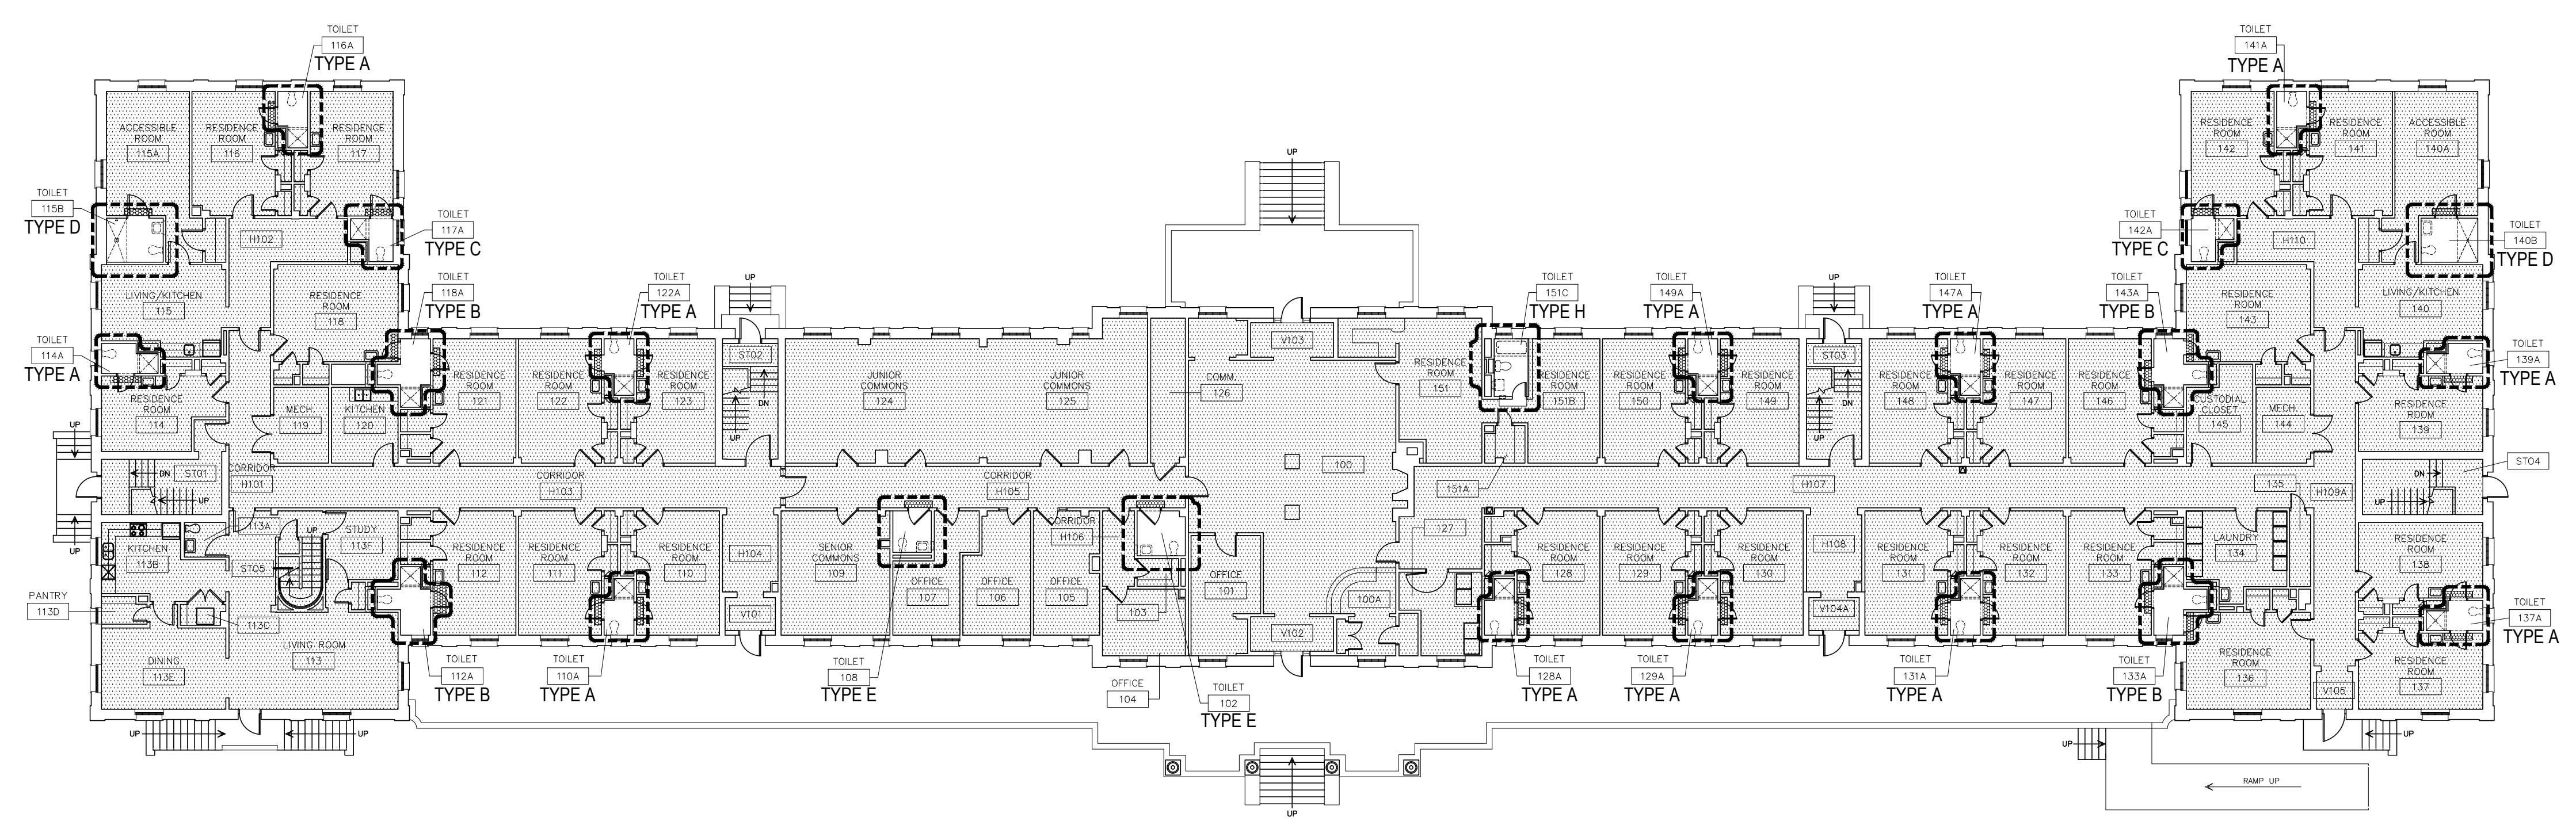 TOILET
116A
TYPE A
TOILET
141A
TYPE A
ACCESSIBLE
ROOM
115A
RESIDENCE
ROOM
116
RESIDENCE
ROOM
117
RESIDENCE
ROOM
142
RESIDENCE
ROOM
141
ACCESSIBLE
ROOM
140A
UP
TOILET
115B
TYPE D
TOILET
117A
TYPE C
H102
TOILET
142A
TYPE C
H110
TOILET
140B
TYPE D
LIVING/KITCHEN
115
RESIDENCE
ROOM
118
TOILET
118A
TYPE B
TOILET
122A
TYPE A
UP
TOILET
151C
TYPE H
TOILET
149A
TYPE A
UP
TOILET
147A
TYPE A
TOILET
143A
TYPE B
RESIDENCE
ROOM
143
LIVING/KITCHEN
140
TOILET
114A
TYPE A
ST02
V103
ST03
TOILET
139A
TYPE A
RESIDENCE
ROOM
114
MECH.
119
KITCHEN
120
RESIDENCE
ROOM
121
RESIDENCE
ROOM
122
RESIDENCE
ROOM
123
DN
UP
JUNIOR
COMMONS
124
JUNIOR
COMMONS
125
COMM.
126
RESIDENCE
ROOM
151
RESIDENCE
ROOM
151B
RESIDENCE
ROOM
150
RESIDENCE
ROOM
149
DN
UP
RESIDENCE
ROOM
148
RESIDENCE
ROOM
147
RESIDENCE
ROOM
146
CUSTODIAL
CLOSET
145
MECH.
144
RESIDENCE
ROOM
139
UP
DN
ST01
UP
CORRIDOR
H101
CORRIDOR
H103
CORRIDOR
H105
100
151A
H107
135
H109A
DN
UP
ST04
UP
KITCHEN
113B
113A
UP
STUDY
113F
ST05
RESIDENCE
ROOM
112
RESIDENCE
ROOM
111
RESIDENCE
ROOM
110
H104
SENIOR
COMMONS
109
OFFICE
107
OFFICE
106
OFFICE
105
CORRIDOR
H106
OFFICE
101
103
127
100A
RESIDENCE
ROOM
128
RESIDENCE
ROOM
129
RESIDENCE
ROOM
130
H108
RESIDENCE
ROOM
131
RESIDENCE
ROOM
132
RESIDENCE
ROOM
133
LAUNDRY
134
RESIDENCE
ROOM
138
PANTRY
113D
113C
V101
V102
V104A
TOILET
137A
TYPE A
DINING
113E
LIVING ROOM
113
TOILET
112A
TYPE B
TOILET
110A
TYPE A
TOILET
108
TYPE E
OFFICE
104
TOILET
102
TYPE E
TOILET
128A
TYPE A
TOILET
129A
TYPE A
TOILET
131A
TYPE A
TOILET
133A
TYPE B
RESIDENCE
ROOM
136
V105
RESIDENCE
ROOM
137
UP
UP
UP
UP
RAMP UP
UP